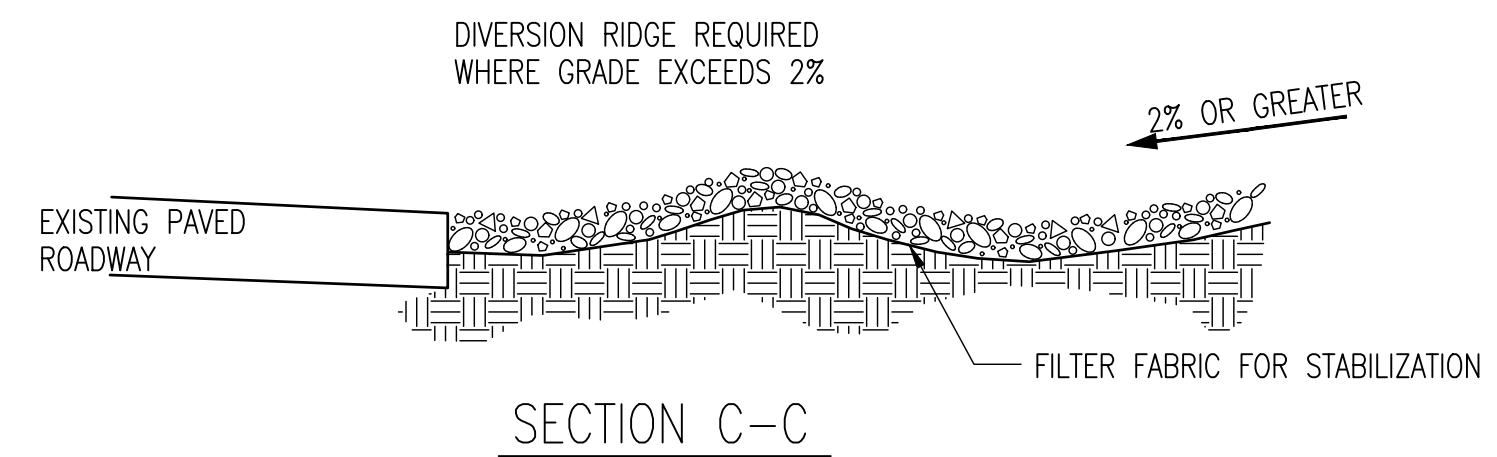 DIVERSION RIDGE REQUIRED
WHERE GRADE EXCEEDS 2%
2% OR GREATER
EXISTING PAVED
ROADWAY
FILTER FABRIC FOR STABILIZATION
SECTION C-C